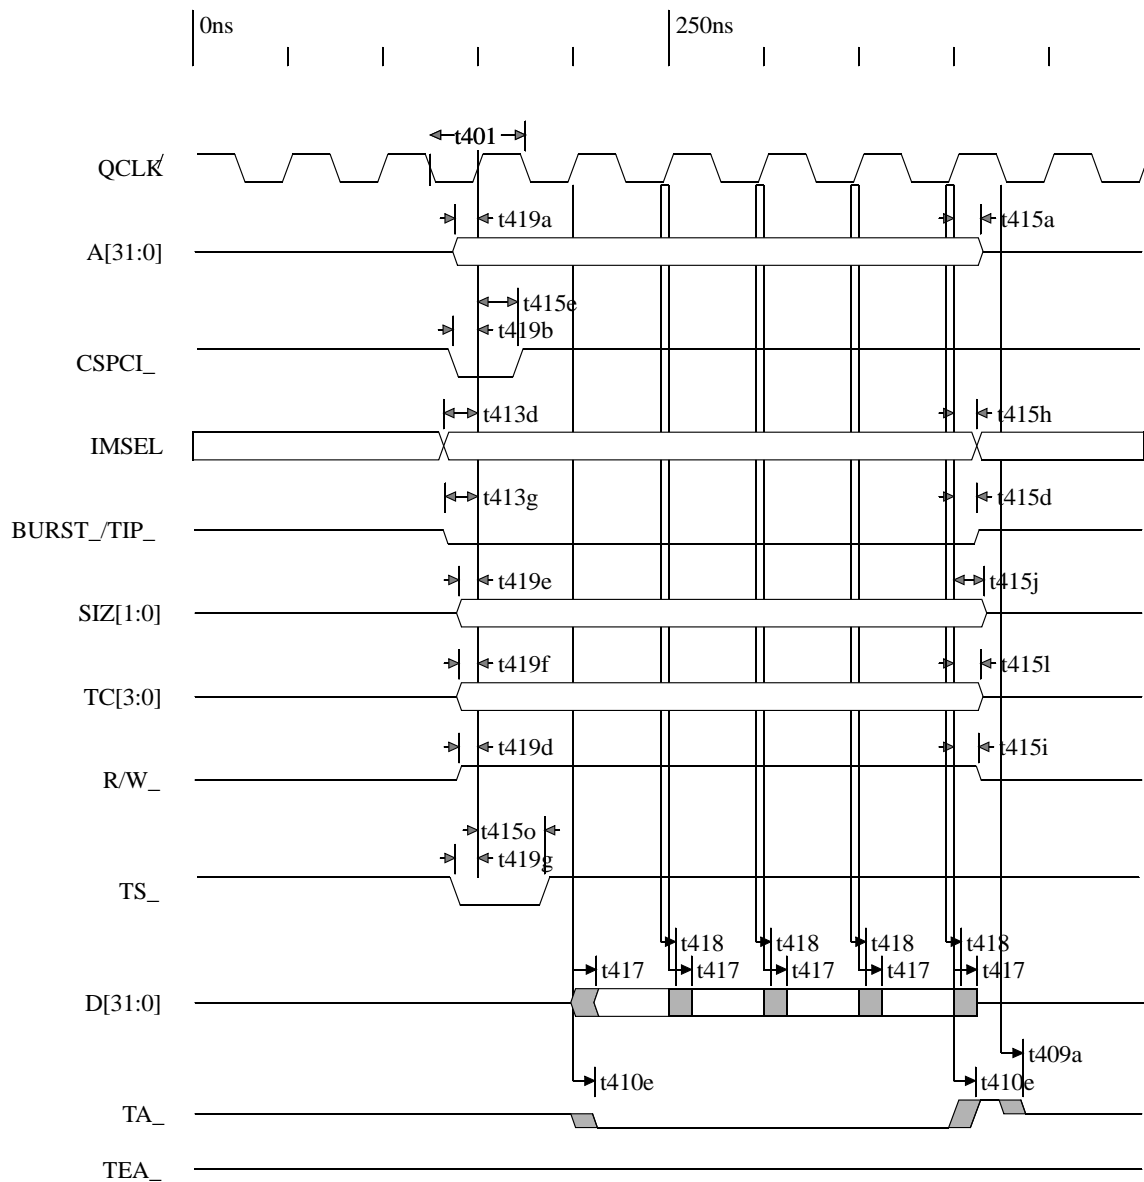 0ns 250ns
t401
QCLK/
t419a t415a
A[31:0]
t415e
t419b
CSPCI_
t413d t415h
IMSEL
t413g t415d
BURST_/TIP_
t419e t415j
SIZ[1:0]
t419f t415l
TC[3:0]
t419d t415i
R/W_
t415o
t419g
TS_
t418 t418 t418 t418
t417 t417 t417 t417 t417
D[31:0]
t409a
t410e t410e
TA_
TEA_